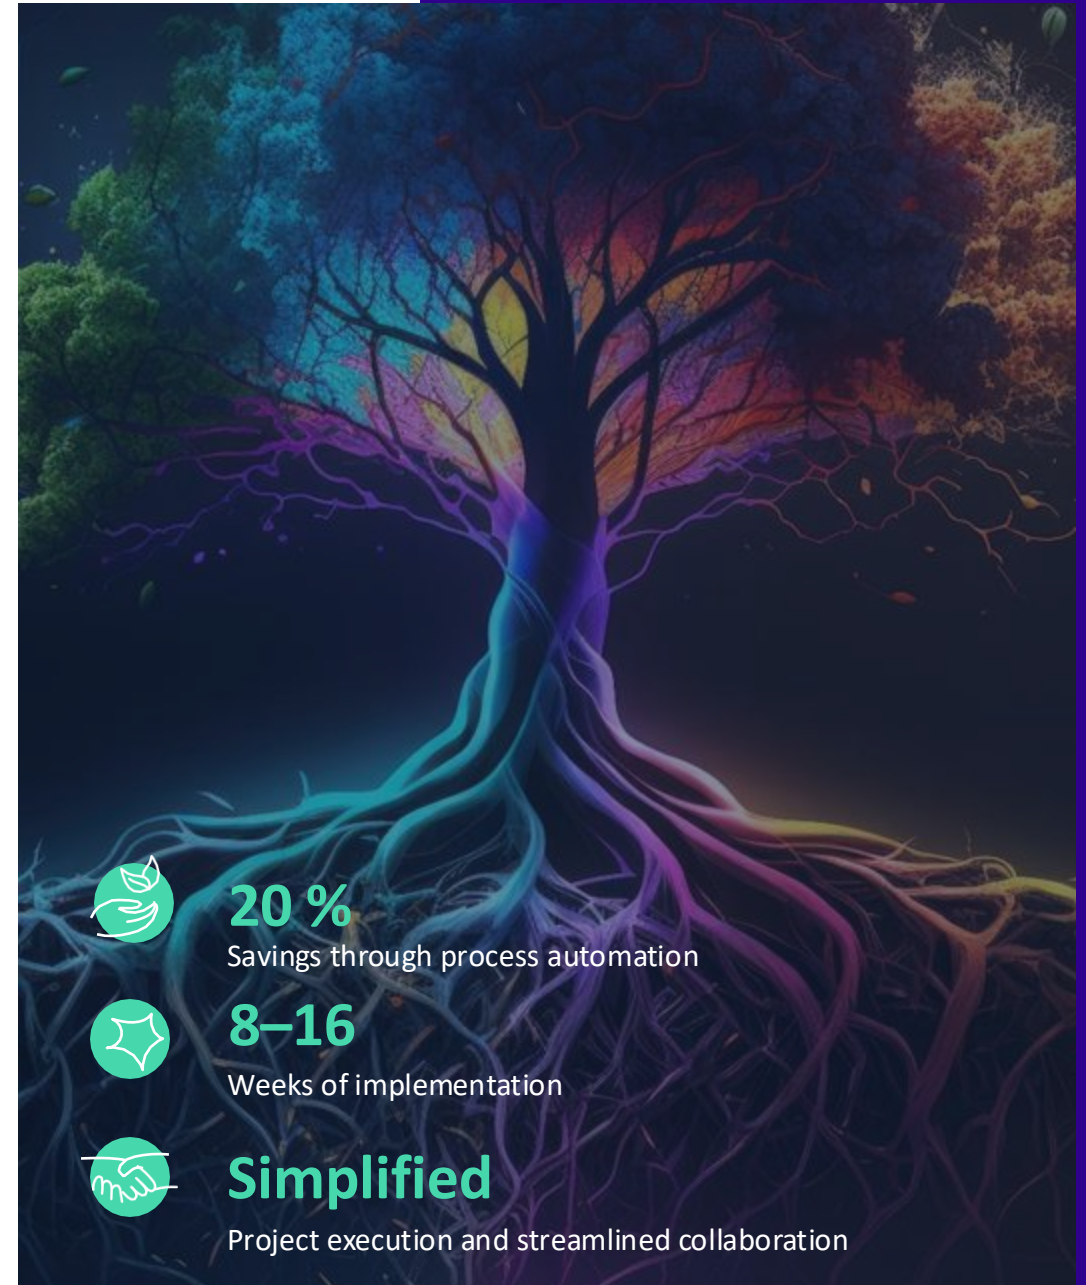 20 %
Savings through process automation
8–16
Weeks of implementation
Simplified
Project execution and streamlined collaboration